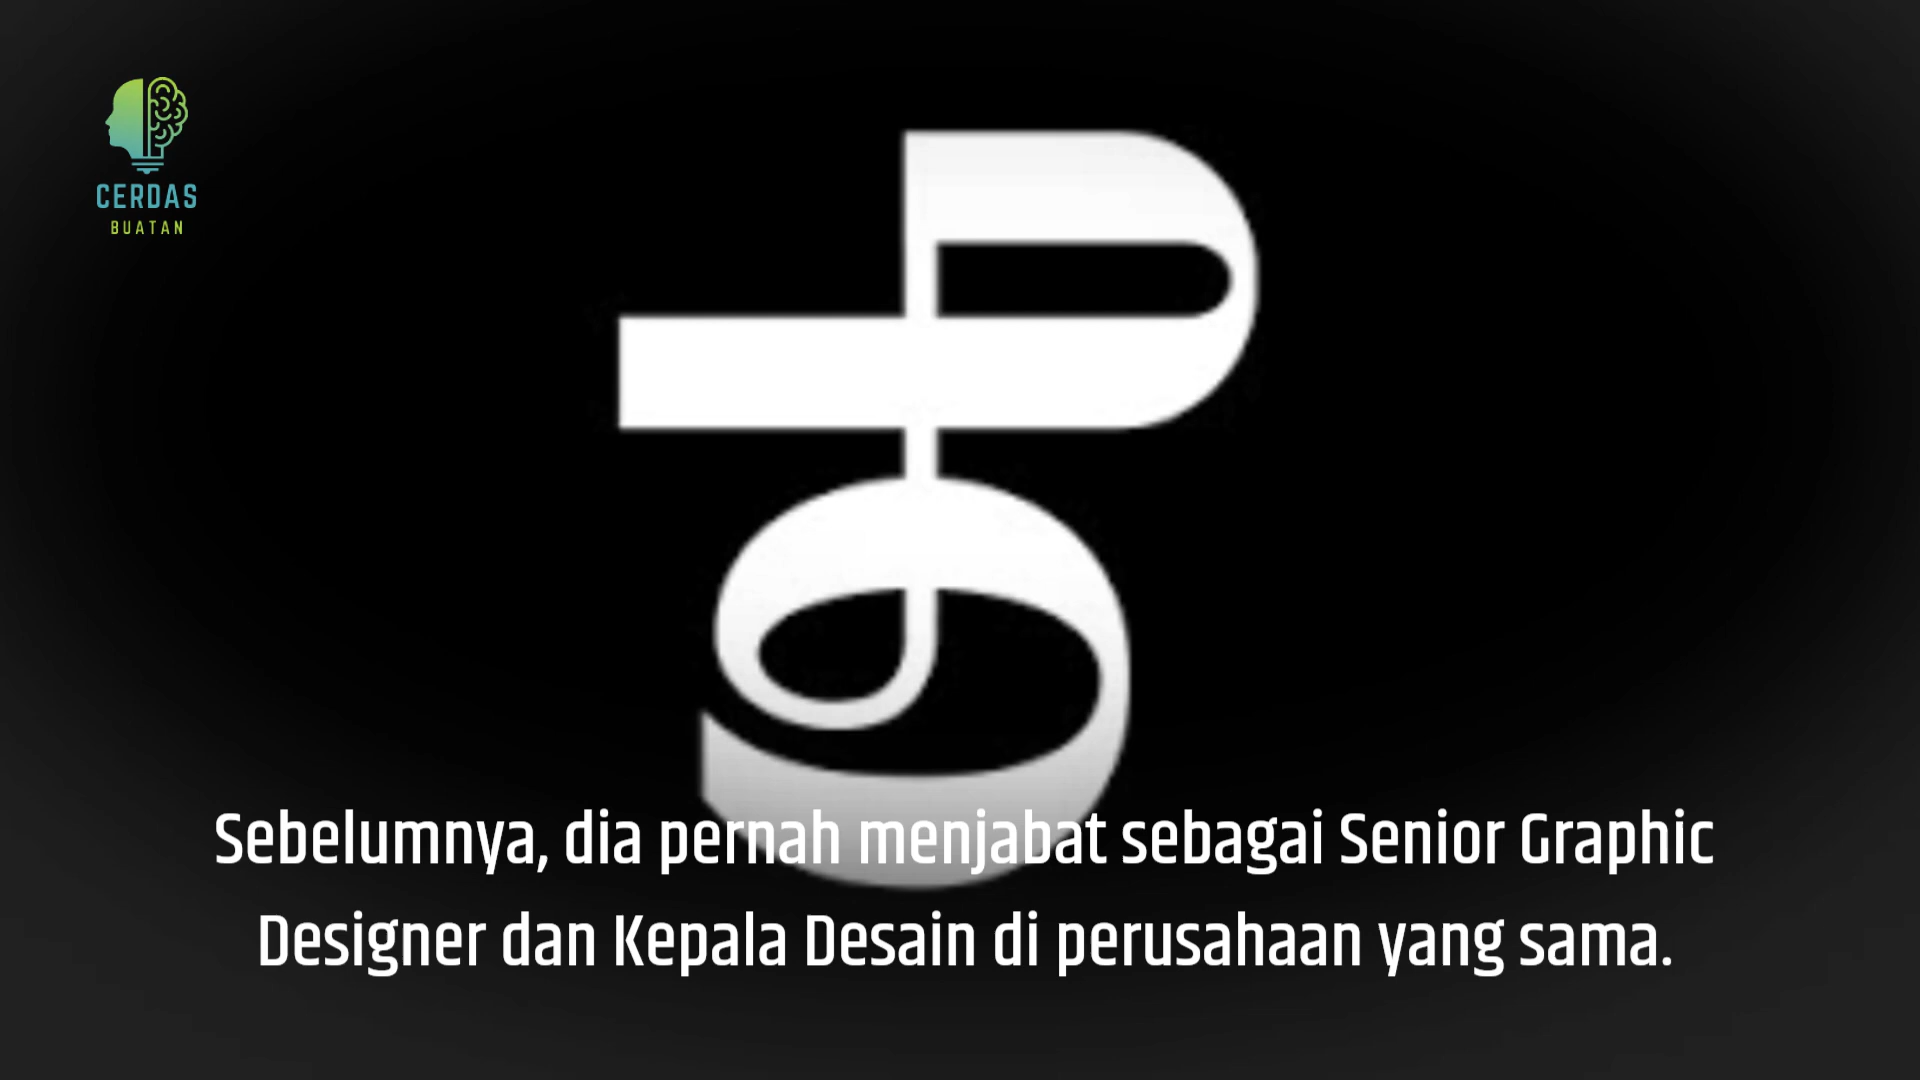 CERDAS
BUATAN
Sebelumnya, dia pernah menjabat sebagai Senior Graphic
Designer dan Kepala Desain di perusahaan yang sama.